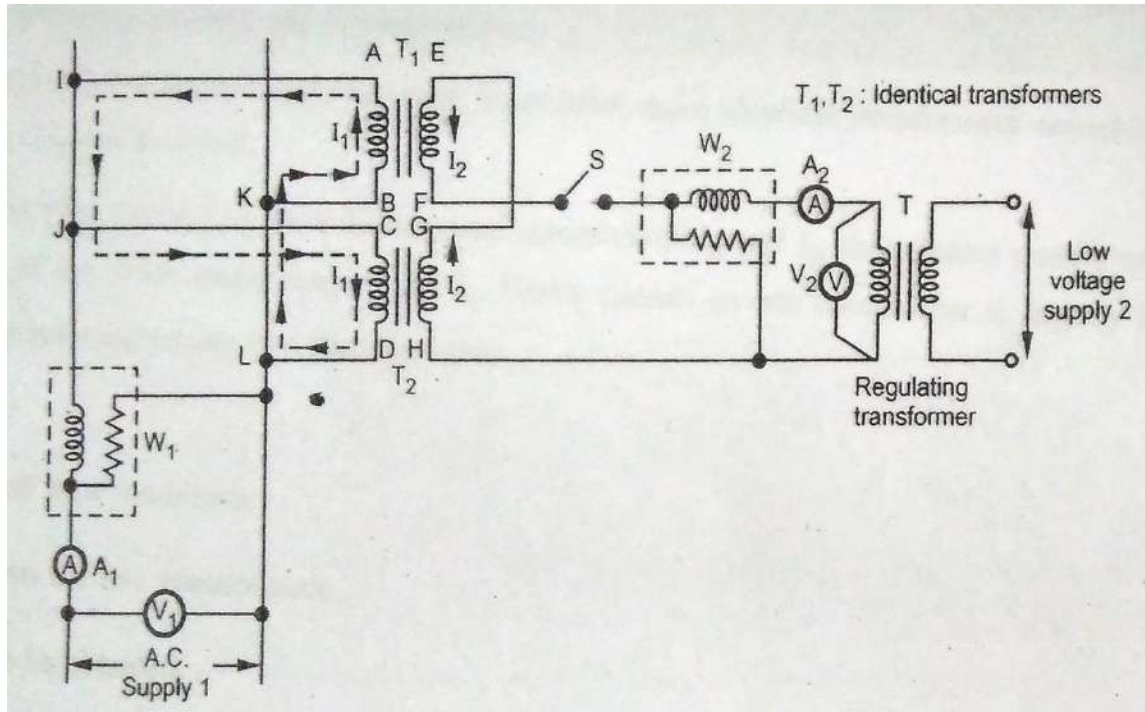 A T₁ E
I
T₁,T₂ : Identical transformers
I₁
I₂
W₂
A₂
S
K
B F
A
T
C G
J
I₁
I₂
V₂
V
Low
voltage
supply 2
L
D H
T₂
Regulating
transformer
W₁
A A₁
V₁
A.C.
Supply 1